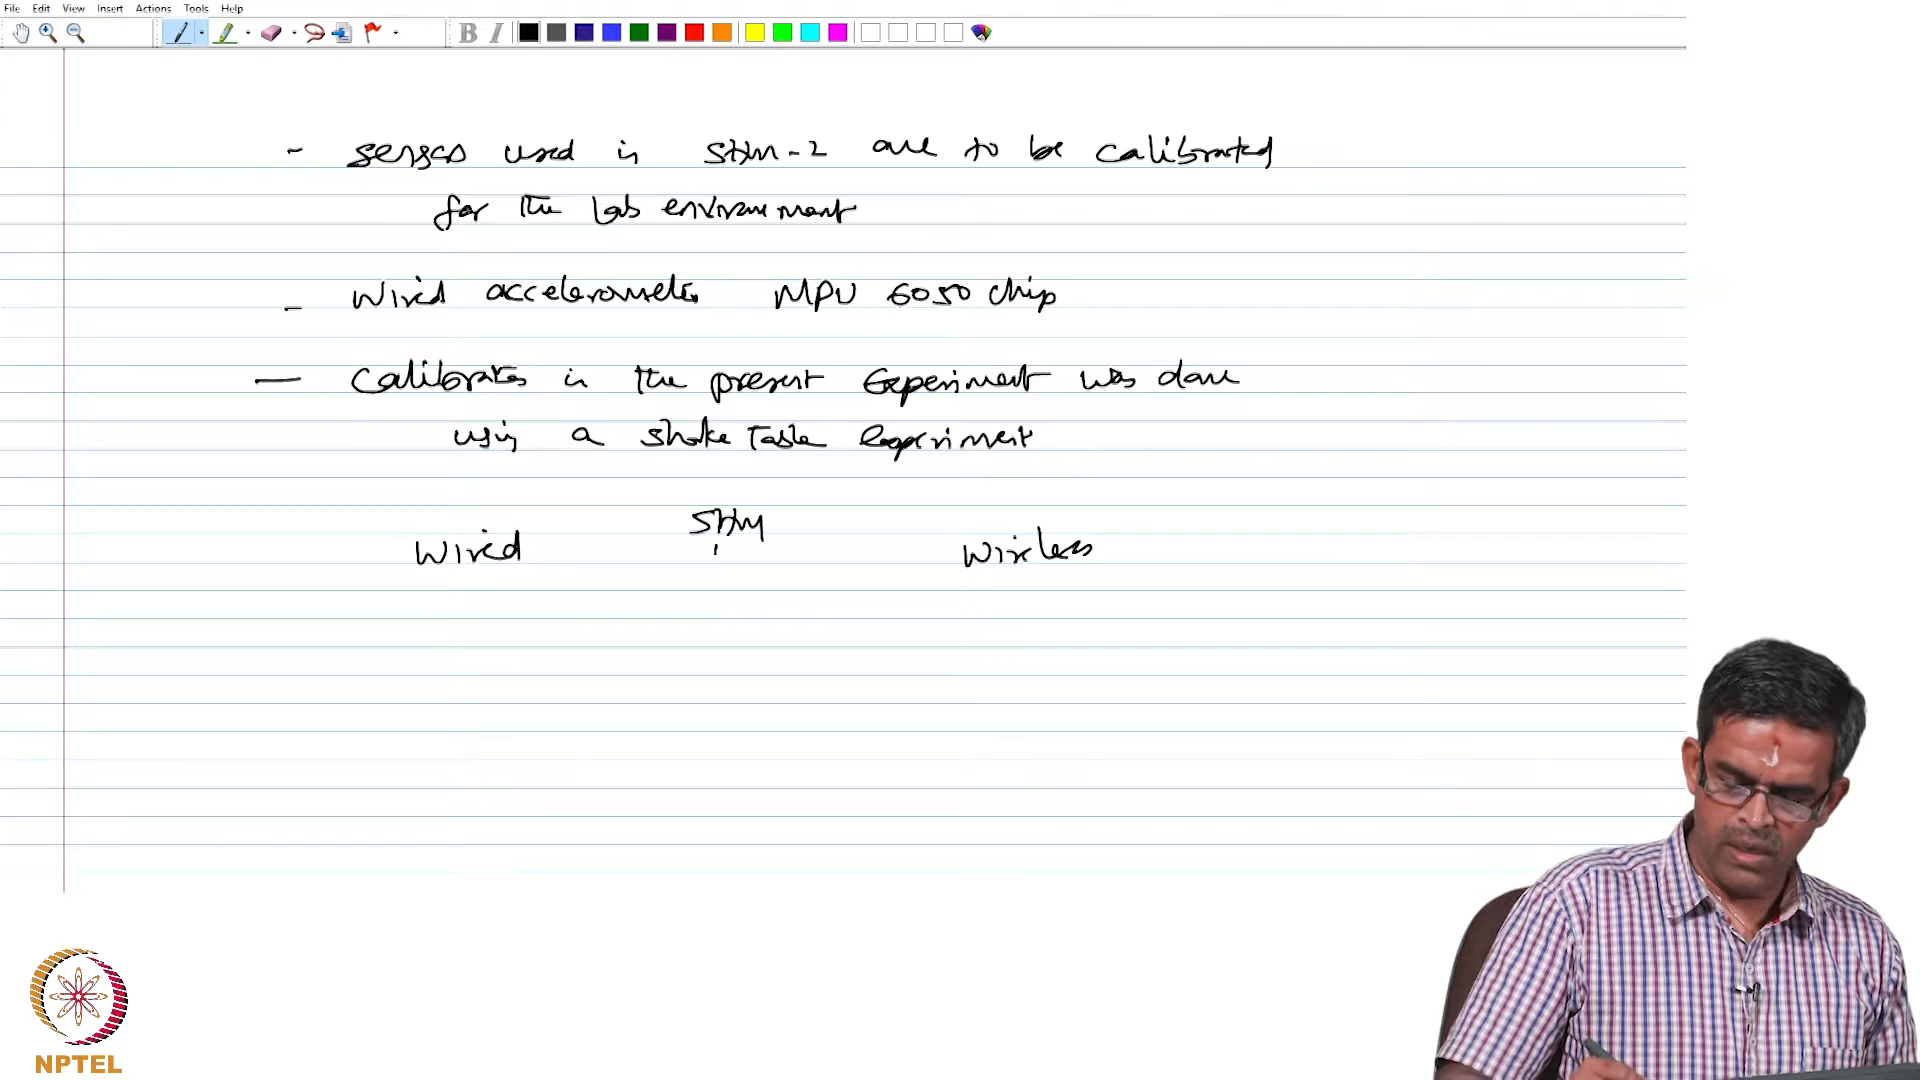 File Edit View Insert Actions Tools Help
B I
- sensors used in SHM-2 are to be calibrated
for the lab environment
- Wired accelerometer MPU 6050 chip
- Calibration in the present Experiment was done
using a shake Table experiment
SHM
Wired Wireless
NPTEL